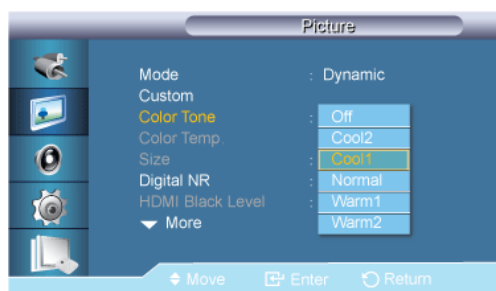 Picture
Mode : Dynamic
Custom
Color Tone : Off
Color Temp. Cool2
Size : Cool1
Digital NR : Normal
HDMI Black Level : Warm1
More Warm2
Move Enter Return